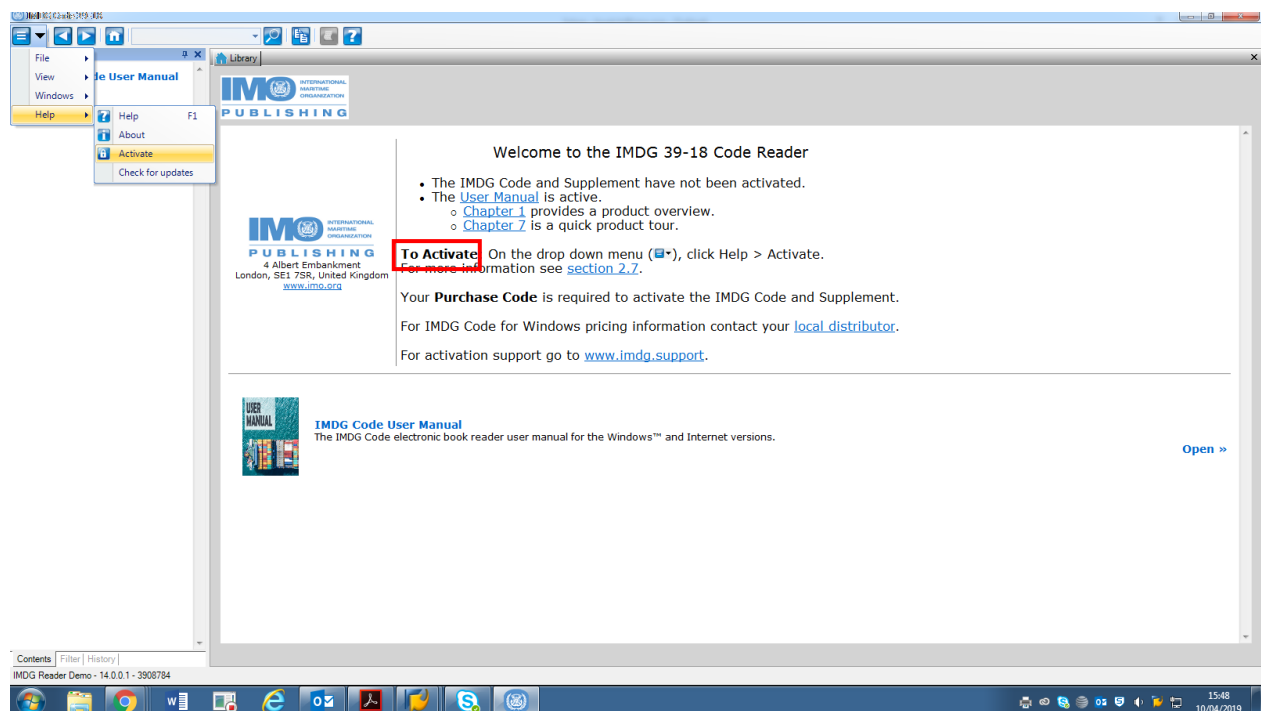 File
View
Windows
Help
Help F1
About
Activate
Check for updates
de User Manual
Library
IMO INTERNATIONAL
MARITIME
ORGANIZATION
PUBLISHING
Welcome to the IMDG 39-18 Code Reader
• The IMDG Code and Supplement have not been activated.
• The User Manual is active.
o Chapter 1 provides a product overview.
o Chapter 7 is a quick product tour.
IMO INTERNATIONAL
MARITIME
ORGANIZATION
PUBLISHING
4 Albert Embankment
London, SE1 7SR, United Kingdom
www.imo.org
To Activate On the drop down menu ( ), click Help > Activate.
For more information see section 2.7.
Your Purchase Code is required to activate the IMDG Code and Supplement.
For IMDG Code for Windows pricing information contact your local distributor.
For activation support go to www.imdg.support.
USER
MANUAL
IMDG Code User Manual
The IMDG Code electronic book reader user manual for the Windows™ and Internet versions.
Open »
Contents Filter History
IMDG Reader Demo - 14.0.0.1 - 3908784
15:48
10/04/2019